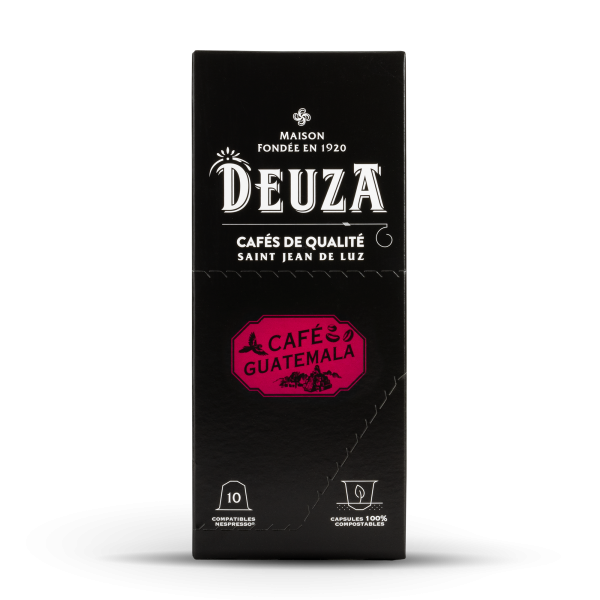 MAISON
FONDÉE EN 1920
DEUZA
CAFÉS DE QUALITÉ
SAINT JEAN DE LUZ
CAFÉ
GUATEMALA
10
COMPATIBLES
NESPRESSO®
CAPSULES 100%
COMPOSTABLES